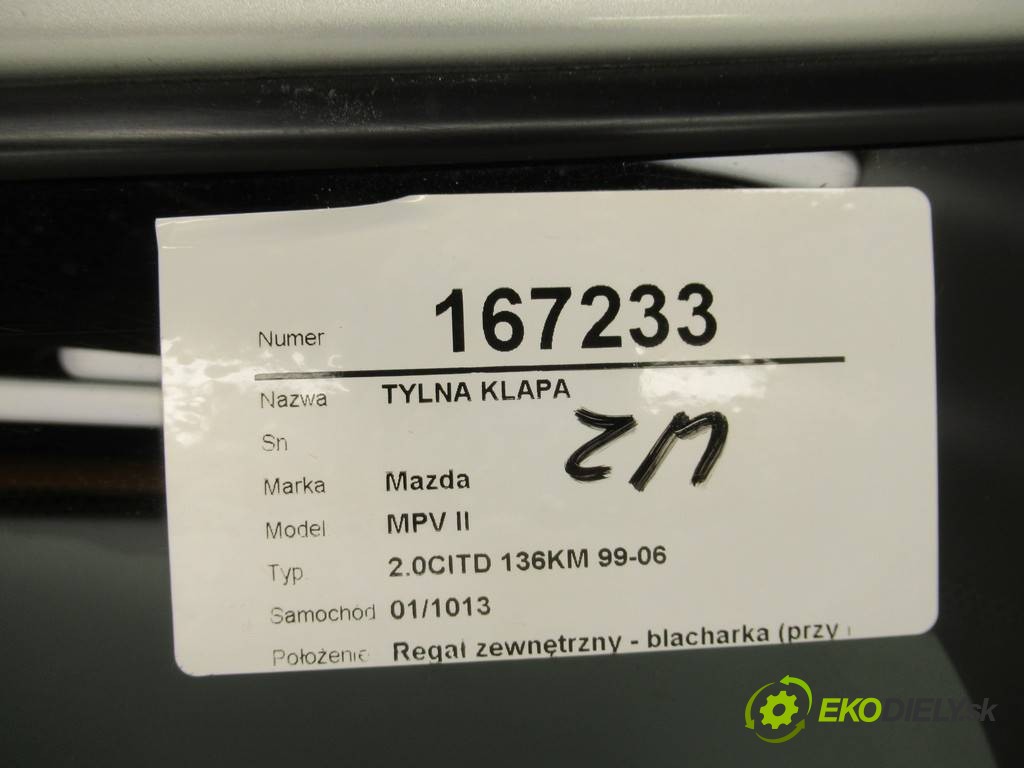 Numer 167233
Nazwa TYLNA KLAPA
Sn
Marka Mazda
Model MPV II
Typ 2.0CITD 136KM 99-06
Samochód 01/1013
Położenie Regał zewnętrzny - blacharka (przy
EKODIELY.sk